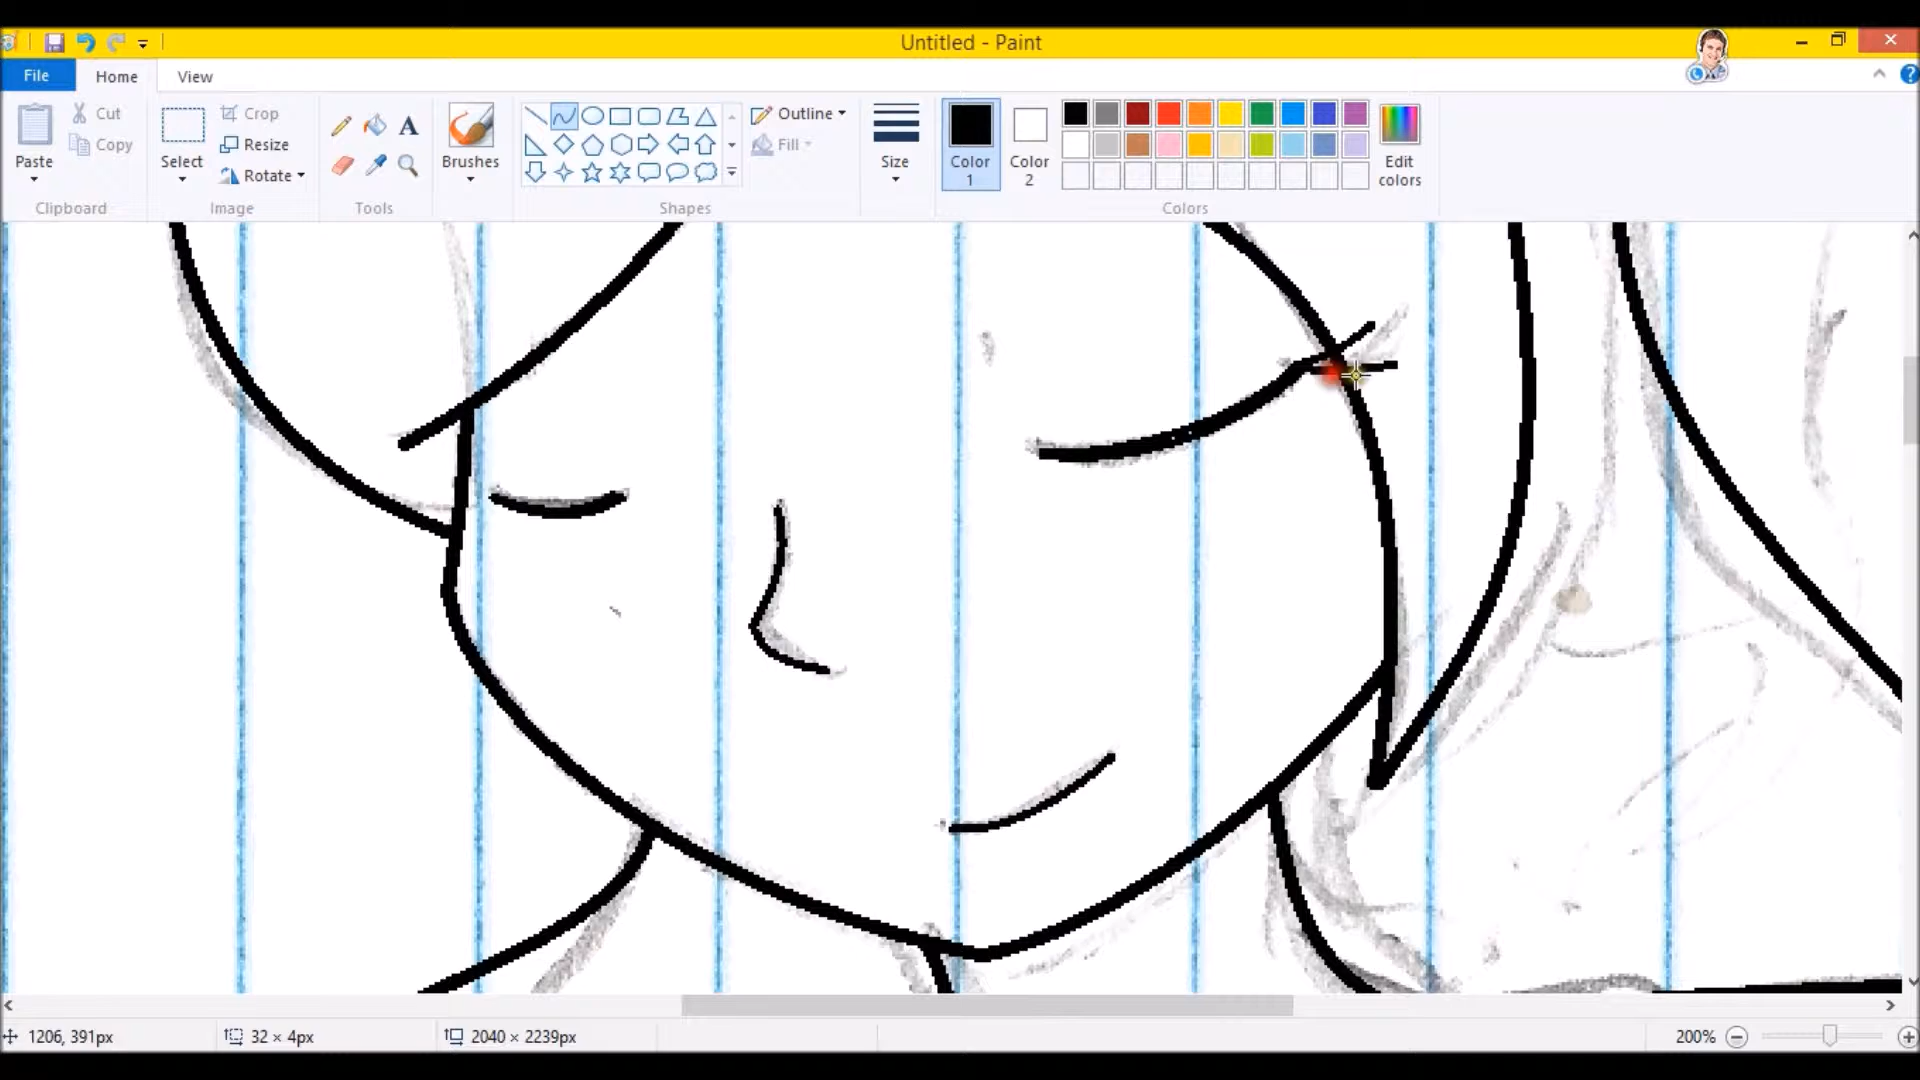 Untitled - Paint
File Home View
Paste
Cut
Copy
Clipboard
Select
Crop
Resize
Rotate
Image
A
Tools
Brushes
Outline
Fill
Shapes
Size
Color
1
Color
2
Edit
colors
Colors
1206, 391px
32 × 4px
2040 × 2239px
200%